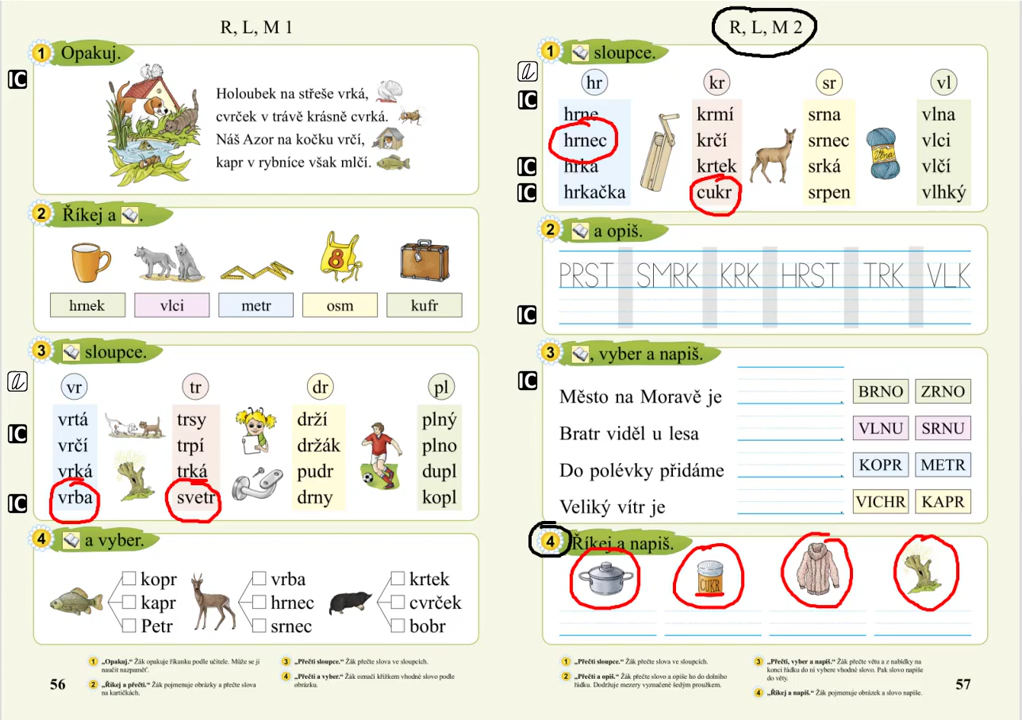 R, L, M 1
1 Opakuj.
Holoubek na střeše vrká,
cvrček v trávě krásně cvrká.
Náš Azor na kočku vrčí,
kapr v rybníce však mlčí.
2 Říkej a .
8
hrnek vlci metr osm kufr
3 sloupce.
vr tr dr pl
vrtá trsy drží plný
vrčí trpí držák plno
vrká trká pudr dupl
vrba svetr drny kopl
4 a vyber.
kopr vrba krtek
kapr hrnec cvrček
Petr srnec bobr
1 „Opakuj.“ Žák opakuje říkanku podle učitele. Může se ji
naučit nazpaměť.
2 „Říkej a přečti.“ Žák pojmenuje obrázky a přečte slova
na kartičkách.
3 „Přečti sloupce.“ Žák přečte slova ve sloupcích.
4 „Přečti a vyber.“ Žák označí křížkem vhodné slovo podle
obrázku.
56
R, L, M 2
1 sloupce.
hr kr sr vl
hrne krmí srna vlna
hrnec krčí srnec vlci
hrka krtek srká vlčí
hrkačka cukr srpen vlhký
2 a opiš.
PRST SMRK KRK HRST TRK VLK
3 , vyber a napiš.
Město na Moravě je . BRNO ZRNO
Bratr viděl u lesa . VLNU SRNU
Do polévky přidáme . KOPR METR
Veliký vítr je . VICHR KAPR
4 Říkej a napiš.
CUKR
1 „Přečti sloupce.“ Žák přečte slova ve sloupcích.
2 „Přečti a opiš.“ Žák přečte slovo a opíše ho do dolního
řádku. Dodržuje mezery vyznačené šedým proužkem.
3 „Přečti, vyber a napiš.“ Žák přečte větu a z nabídky na
konci řádku do ní vybere vhodné slovo. Pak slovo napíše
do věty.
4 „Říkej a napiš.“ Žák pojmenuje obrázek a slovo napíše.
57